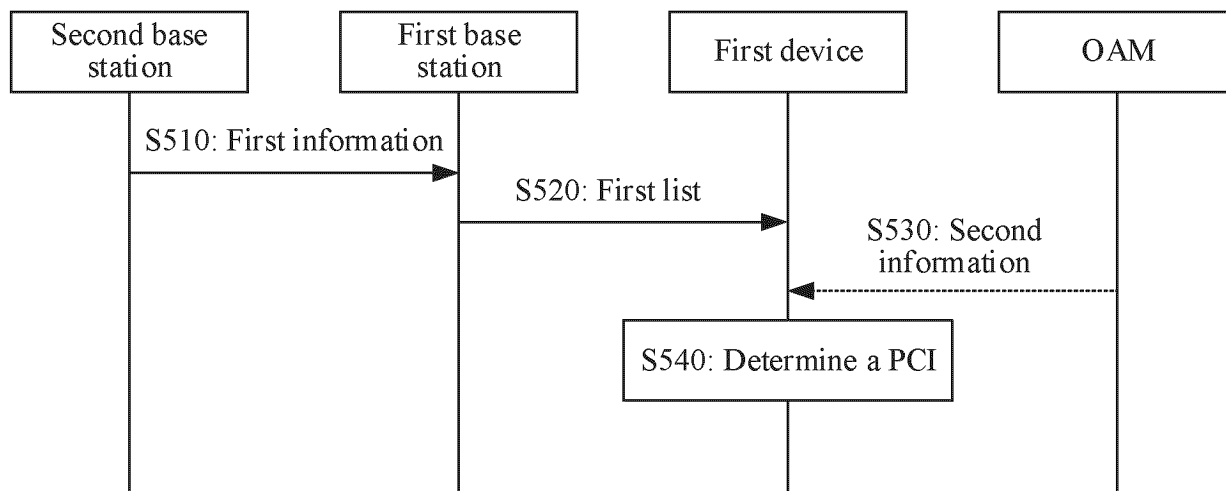 Second base
station
First base
station
First device
OAM
S510: First information
S520: First list
S530: Second
information
S540: Determine a PCI